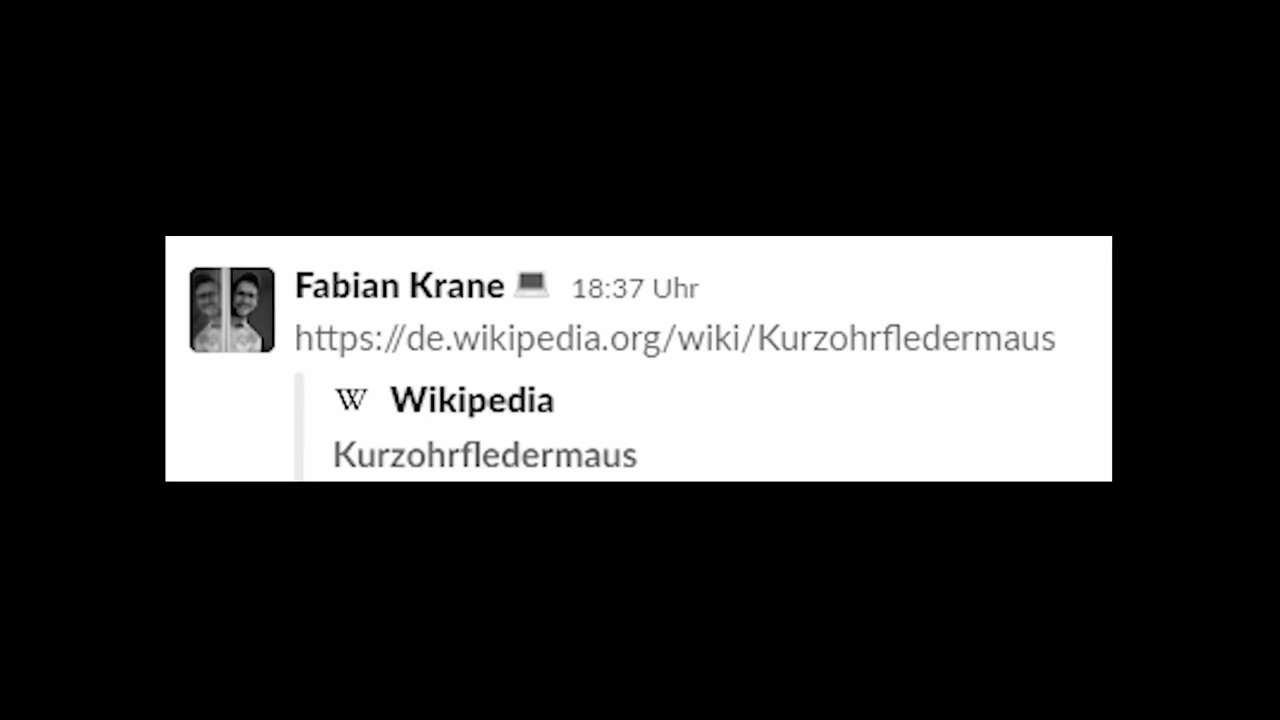 Fabian Krane 💻 18:37 Uhr
https://de.wikipedia.org/wiki/Kurzohrfledermaus
W Wikipedia
Kurzohrfledermaus